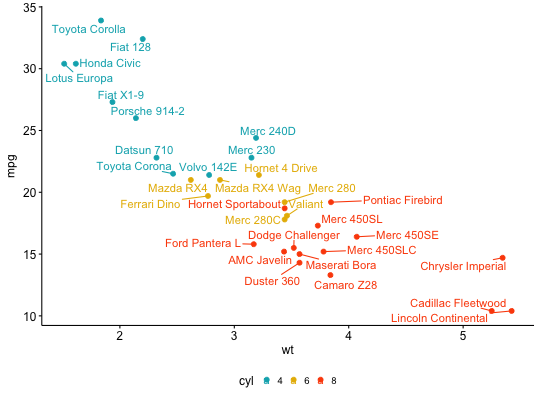 35
Toyota Corolla
Fiat 128
30
Honda Civic
Lotus Europa
Fiat X1-9
Porsche 914-2
25
Merc 240D
Datsun 710
Merc 230
Toyota Corona
Volvo 142E
Hornet 4 Drive
mpg
20
Mazda RX4
Mazda RX4 Wag
Merc 280
Ferrari Dino
Hornet Sportabout
Valiant
Pontiac Firebird
Merc 280C
Merc 450SL
Ford Pantera L
Dodge Challenger
Merc 450SE
15
AMC Javelin
Merc 450SLC
Maserati Bora
Chrysler Imperial
Duster 360
Camaro Z28
Cadillac Fleetwood
10
Lincoln Continental
2 3 4 5
wt
cyl 4 6 8